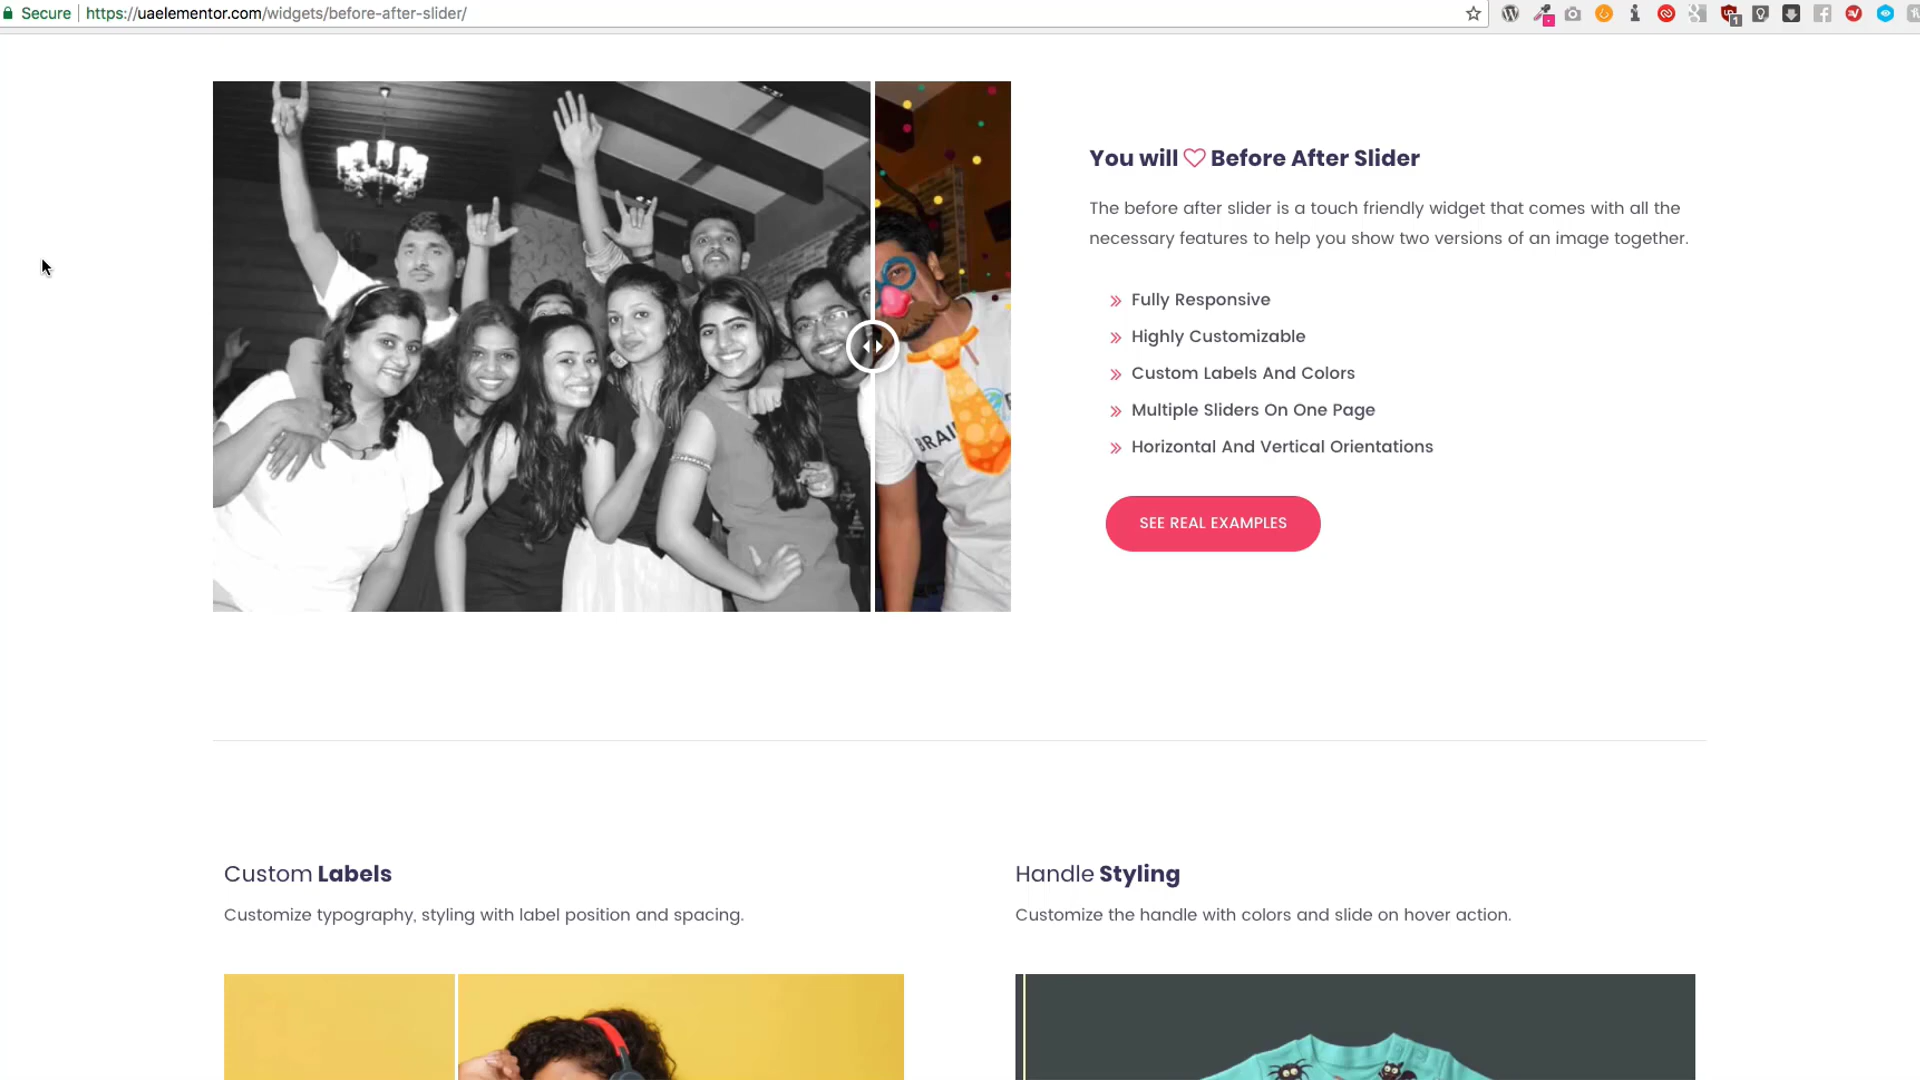 Secure https://uaelementor.com/widgets/before-after-slider/
1
You will Before After Slider
The before after slider is a touch friendly widget that comes with all the
necessary features to help you show two versions of an image together.
Fully Responsive
Highly Customizable
Custom Labels And Colors
Multiple Sliders On One Page
Horizontal And Vertical Orientations
SEE REAL EXAMPLES
BRAI
Custom Labels
Customize typography, styling with label position and spacing.
Handle Styling
Customize the handle with colors and slide on hover action.